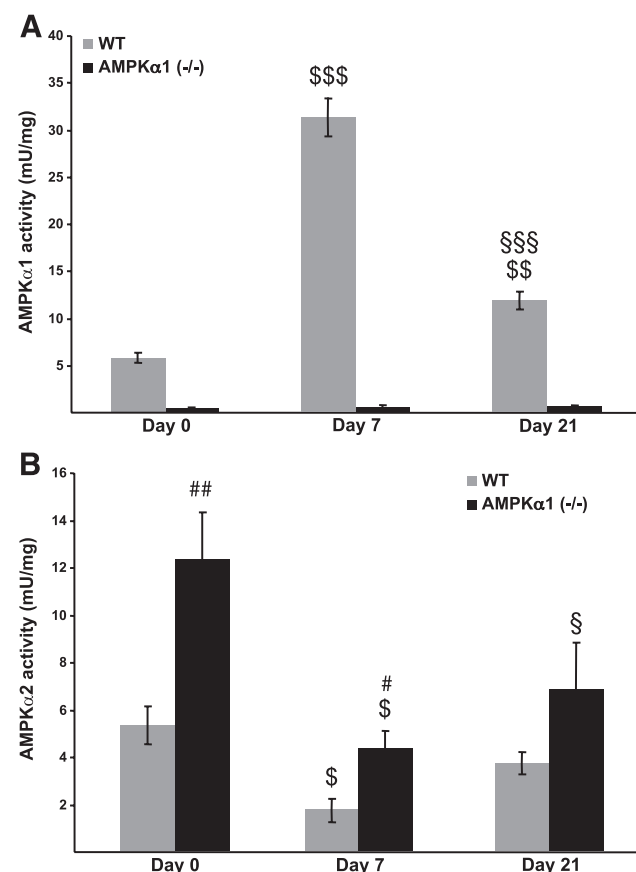 A
AMPKα1 activity (mU/mg)
40
35
30
25
20
15
10
5
WT
AMPKα1 (-/-)
$$$
§§§
$$
Day 0 Day 7 Day 21
B
AMPKα2 activity (mU/mg)
16
14
12
10
8
6
4
2
WT
AMPKα1 (-/-)
##
#
$
$
§
Day 0 Day 7 Day 21